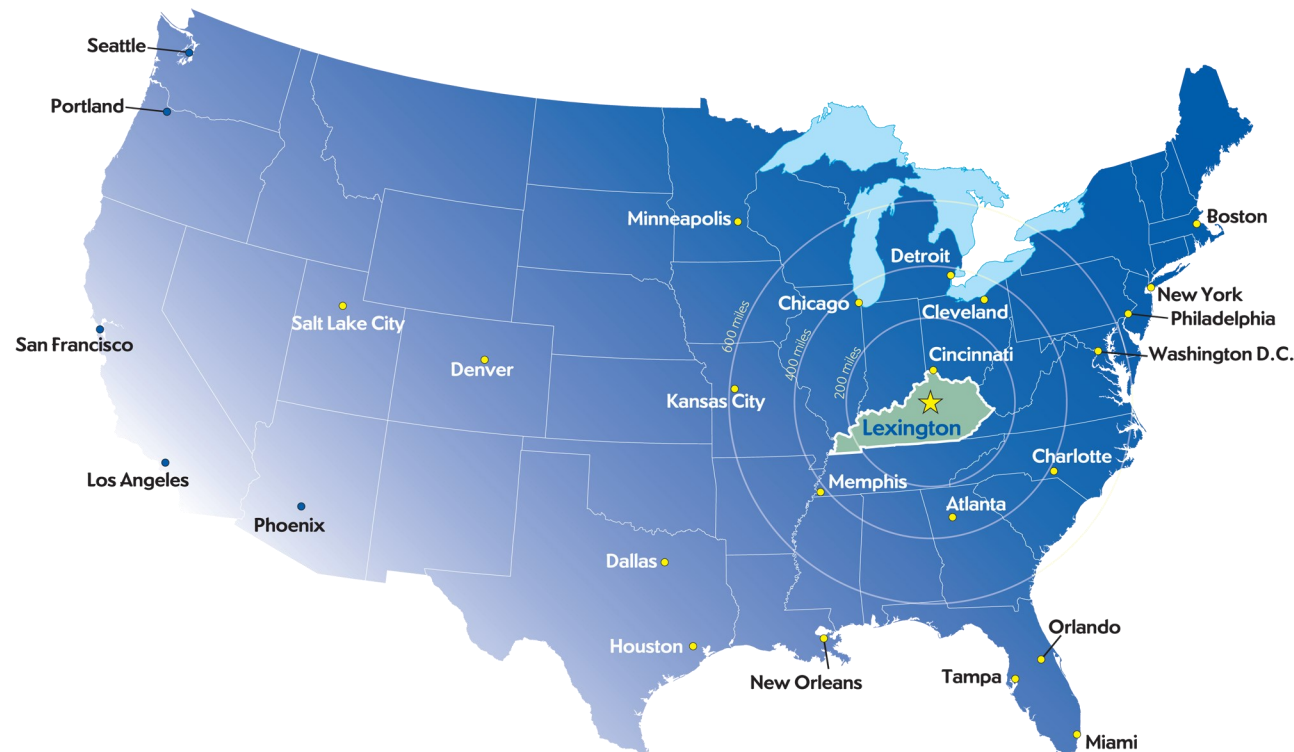 Seattle
Portland
Minneapolis
Boston
Detroit
New York
Chicago
Cleveland
Philadelphia
Salt Lake City
600 miles
San Francisco
400 miles
Cincinnati
Washington D.C.
Denver
200 miles
Kansas City
Lexington
Charlotte
Los Angeles
Memphis
Atlanta
Phoenix
Dallas
Orlando
Houston
Tampa
New Orleans
Miami